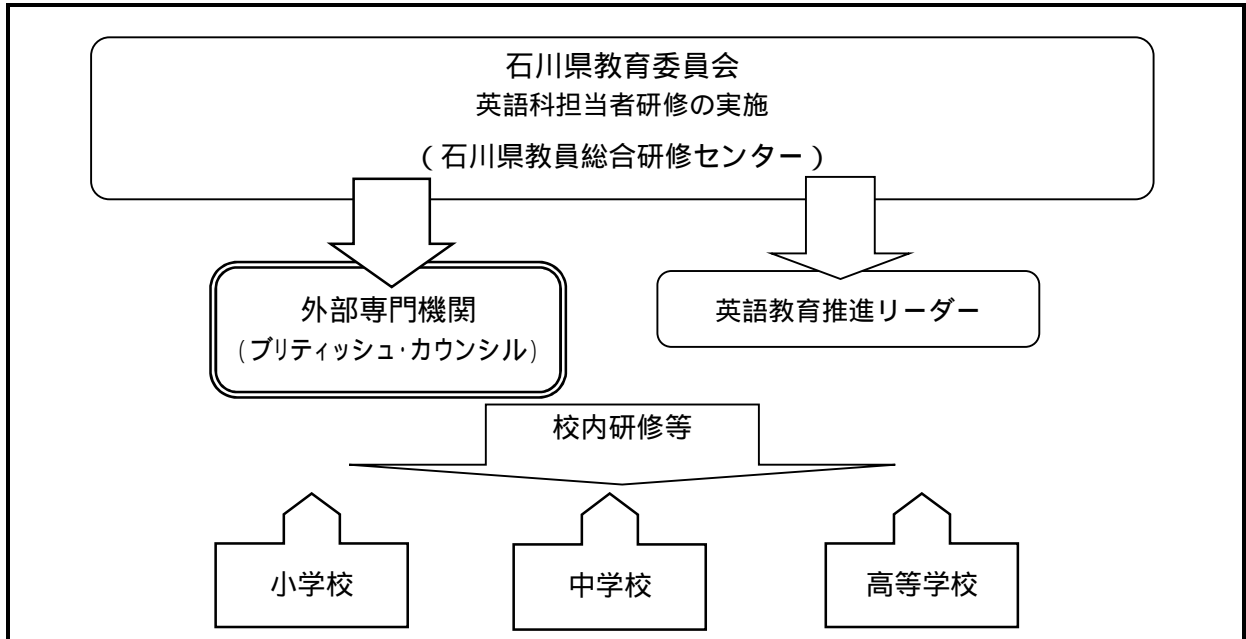 石川県教育委員会
英語科担当者研修の実施
(石川県教員総合研修センター)
外部専門機関
(ブリティッシュ・カウンシル)
英語教育推進リーダー
校内研修等
小学校
中学校
高等学校